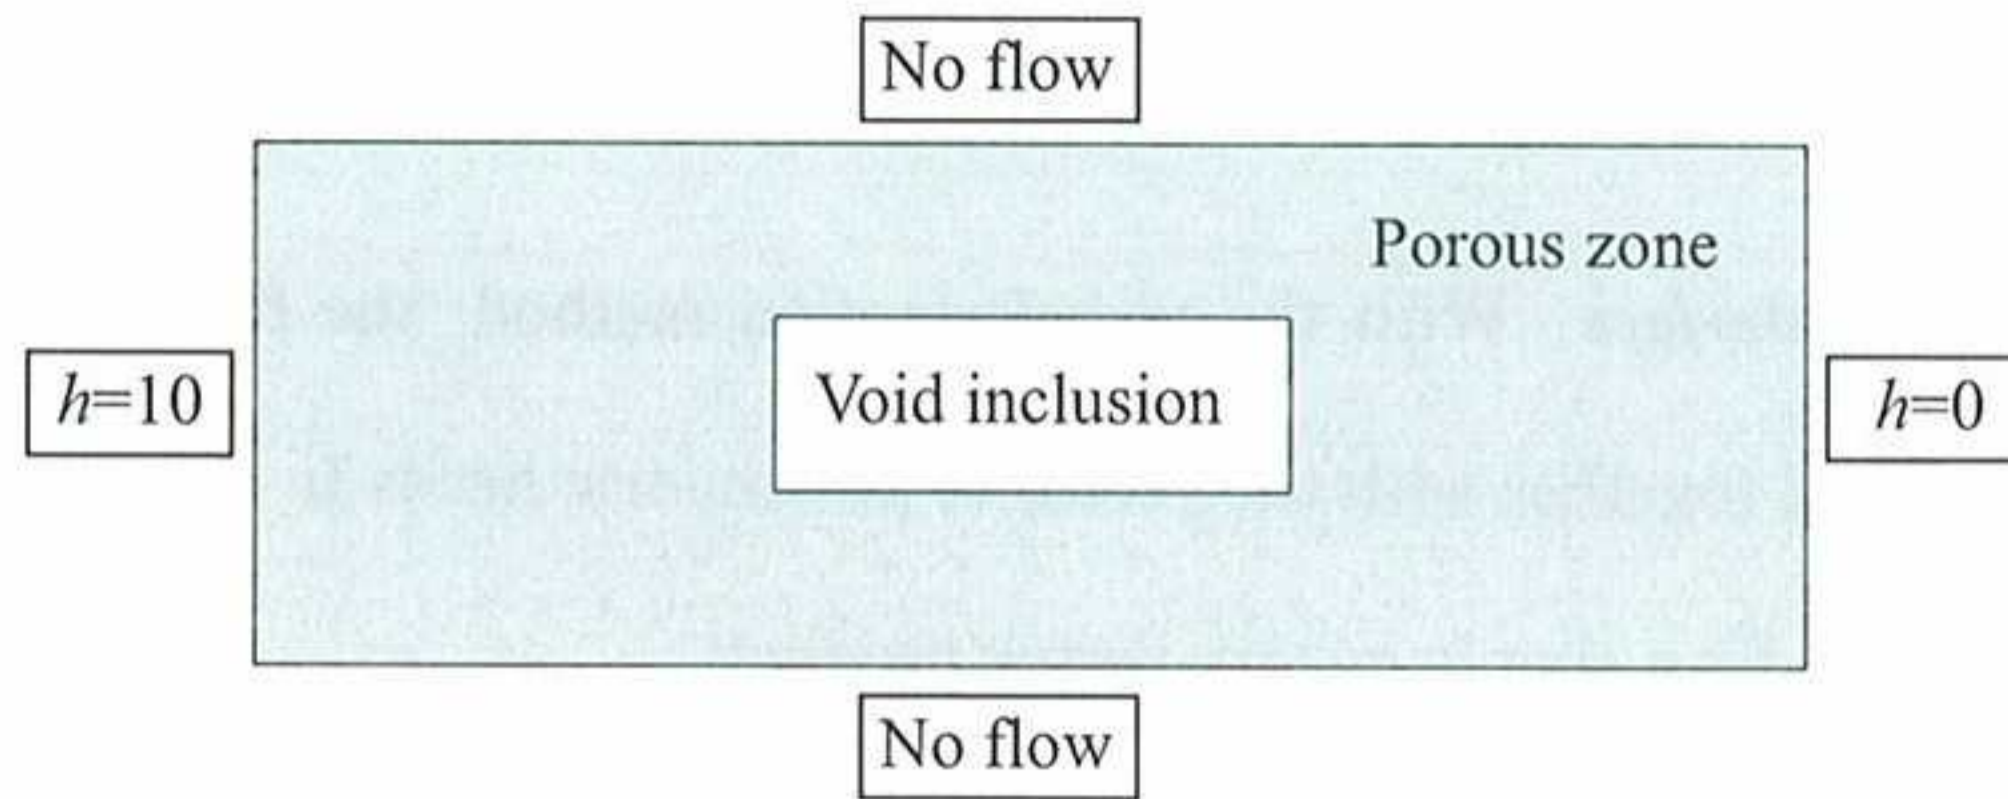 No flow
Porous zone
h=10
Void inclusion
h=0
No flow